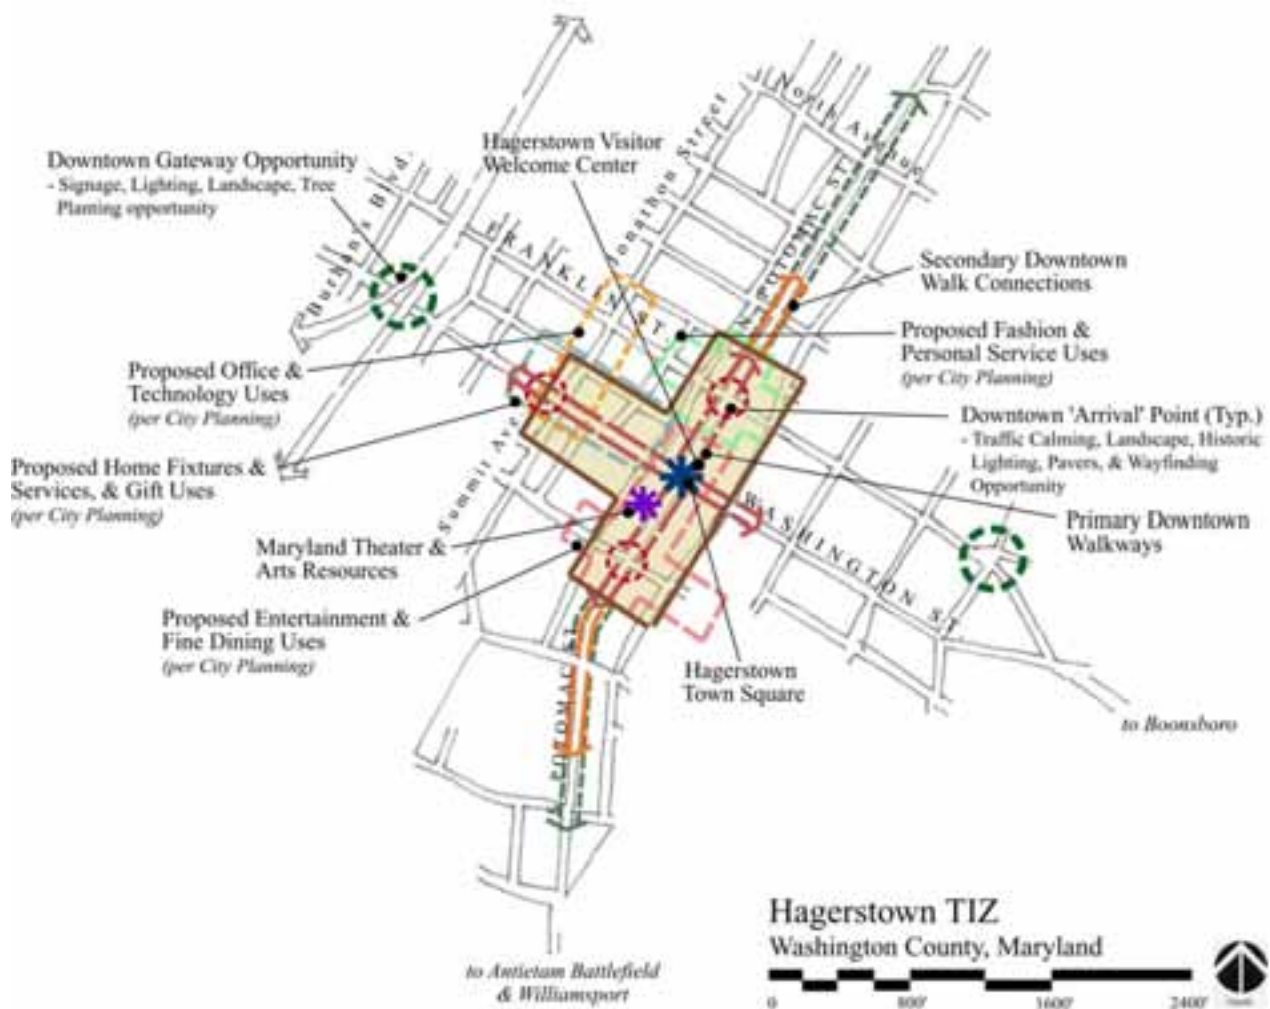 North Avenue
Jonathon Street
Hagerstown Visitor
Welcome Center
Downtown Gateway Opportunity
- Signage, Lighting, Landscape, Tree
Planting opportunity
Burhan's Blvd.
FRANKLIN ST.
N POTOMAC ST
Secondary Downtown
Walk Connections
Proposed Fashion &
Personal Service Uses
(per City Planning)
Proposed Office &
Technology Uses
(per City Planning)
Downtown 'Arrival' Point (Typ.)
- Traffic Calming, Landscape, Historic
Lighting, Pavers, & Wayfinding
Opportunity
Summit Ave
Proposed Home Fixtures &
Services, & Gift Uses
(per City Planning)
Primary Downtown
Walkways
WASHINGTON ST.
Maryland Theater &
Arts Resources
Proposed Entertainment &
Fine Dining Uses
(per City Planning)
Hagerstown
Town Square
POTOMAC ST
to Boonsboro
to Antietam Battlefield
& Williamsport
Hagerstown TIZ
Washington County, Maryland
0 800' 1600' 2400'